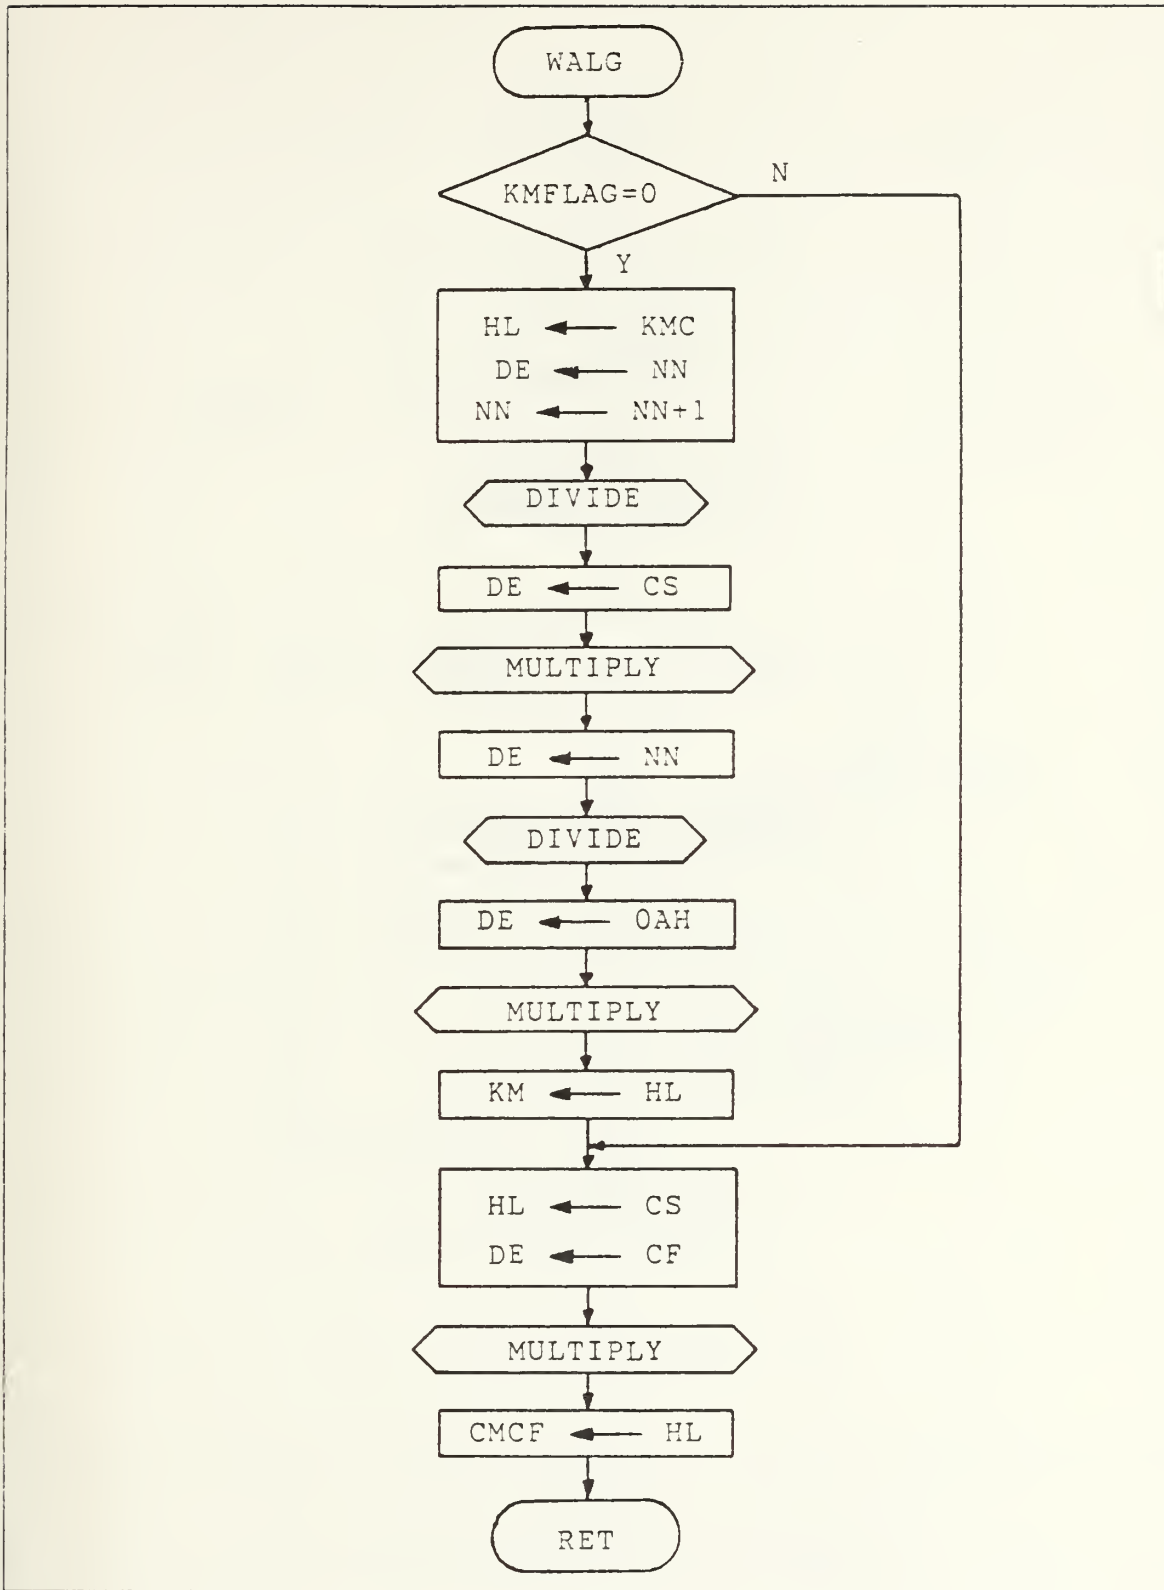 WALG
N
KMFLAG=0
Y
HL ← KMC
DE ← NN
NN ← NN+1
DIVIDE
DE ← CS
MULTIPLY
DE ← NN
DIVIDE
DE ← 0AH
MULTIPLY
KM ← HL
HL ← CS
DE ← CF
MULTIPLY
CMCF ← HL
RET